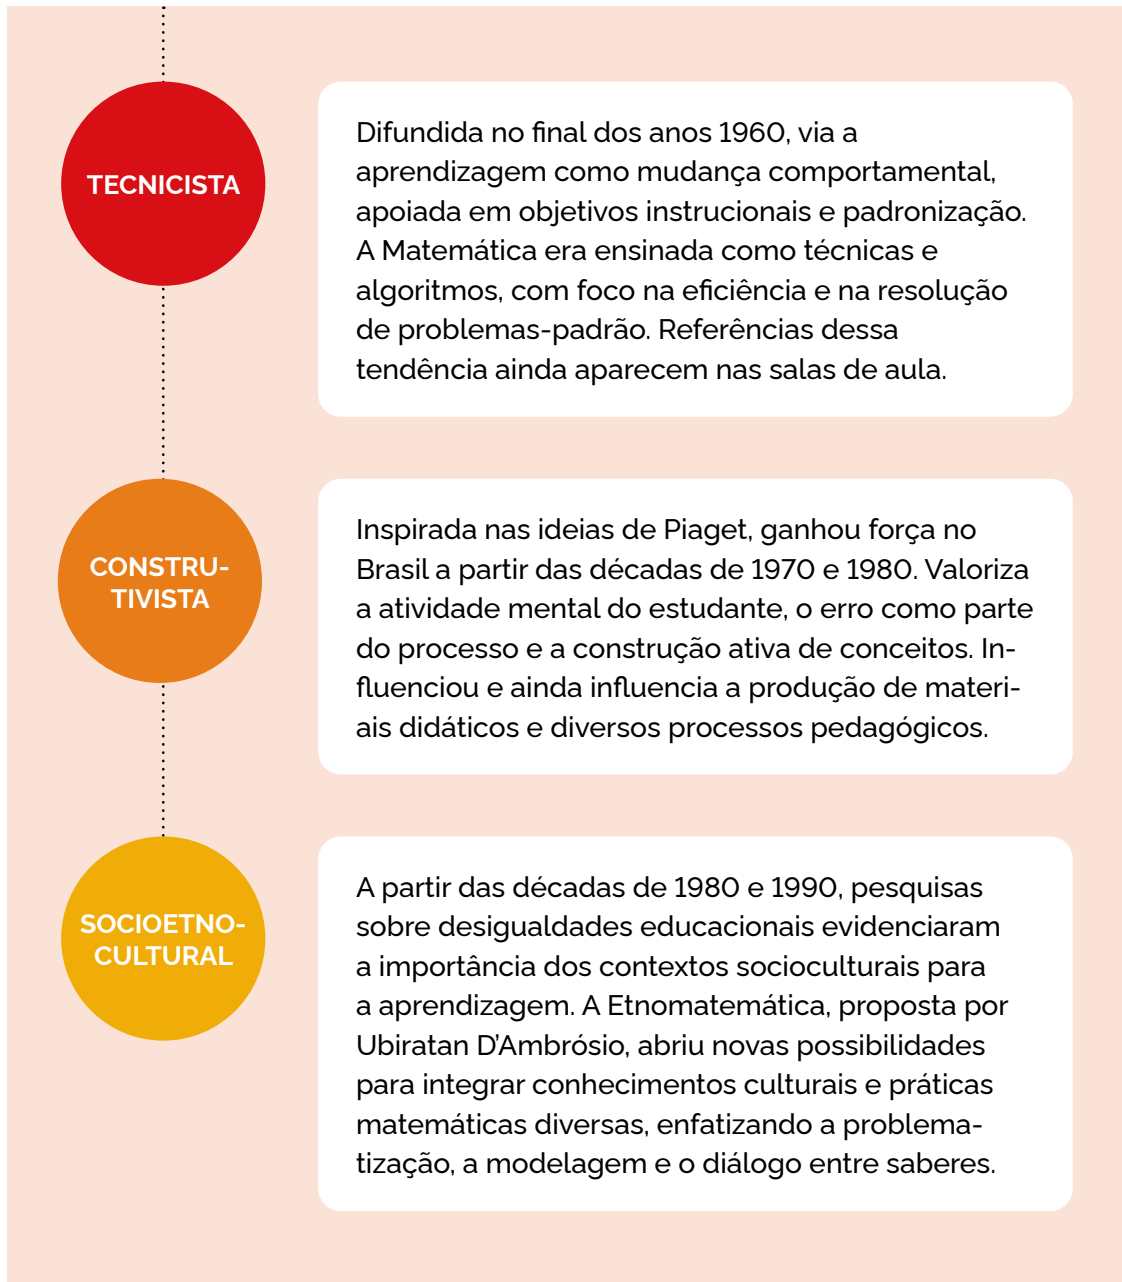 TECNICISTA
Difundida no final dos anos 1960, via a
aprendizagem como mudança comportamental,
apoiada em objetivos instrucionais e padronização.
A Matemática era ensinada como técnicas e
algoritmos, com foco na eficiência e na resolução
de problemas-padrão. Referências dessa
tendência ainda aparecem nas salas de aula.
CONSTRU-
TIVISTA
Inspirada nas ideias de Piaget, ganhou força no
Brasil a partir das décadas de 1970 e 1980. Valoriza
a atividade mental do estudante, o erro como parte
do processo e a construção ativa de conceitos. In-
fluenciou e ainda influencia a produção de materi-
ais didáticos e diversos processos pedagógicos.
SOCIOETNO-
CULTURAL
A partir das décadas de 1980 e 1990, pesquisas
sobre desigualdades educacionais evidenciaram
a importância dos contextos socioculturais para
a aprendizagem. A Etnomatemática, proposta por
Ubiratan D’Ambrósio, abriu novas possibilidades
para integrar conhecimentos culturais e práticas
matemáticas diversas, enfatizando a problema-
tização, a modelagem e o diálogo entre saberes.